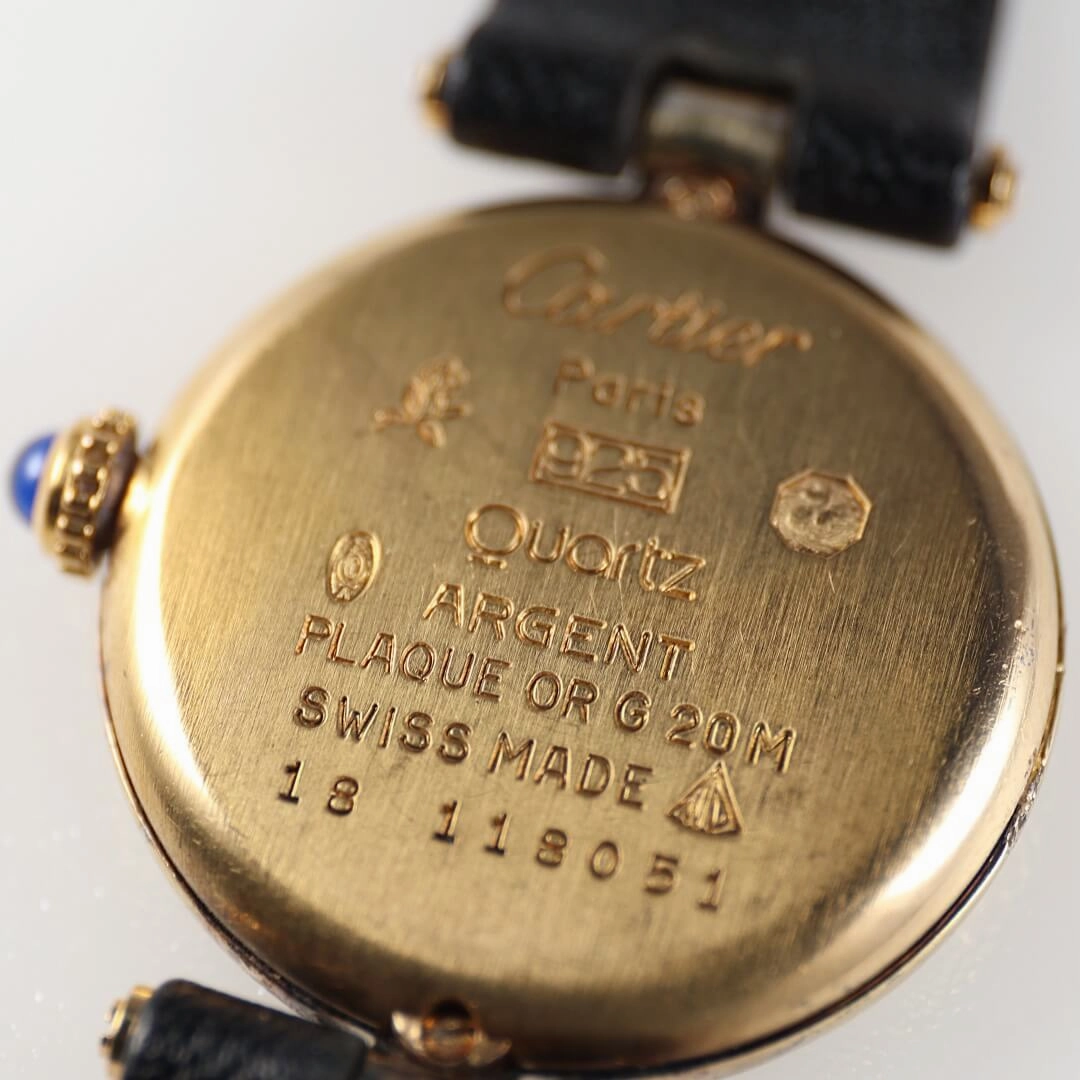 Cartier
Paris
925
Quartz
ARGENT
PLAQUE OR G 20M
SWISS MADE
18 118051